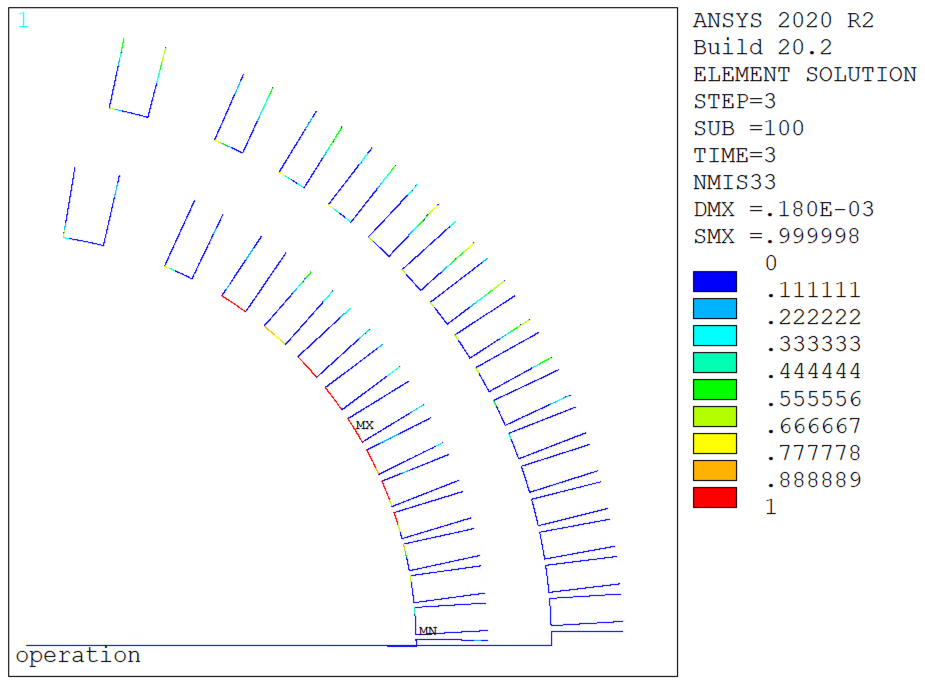 1
ANSYS 2020 R2
Build 20.2
ELEMENT SOLUTION
STEP=3
SUB =100
TIME=3
NMIS33
DMX =.180E-03
SMX =.999998
0
.111111
.222222
.333333
.444444
.555556
.666667
.777778
.888889
1
MX
MN
operation